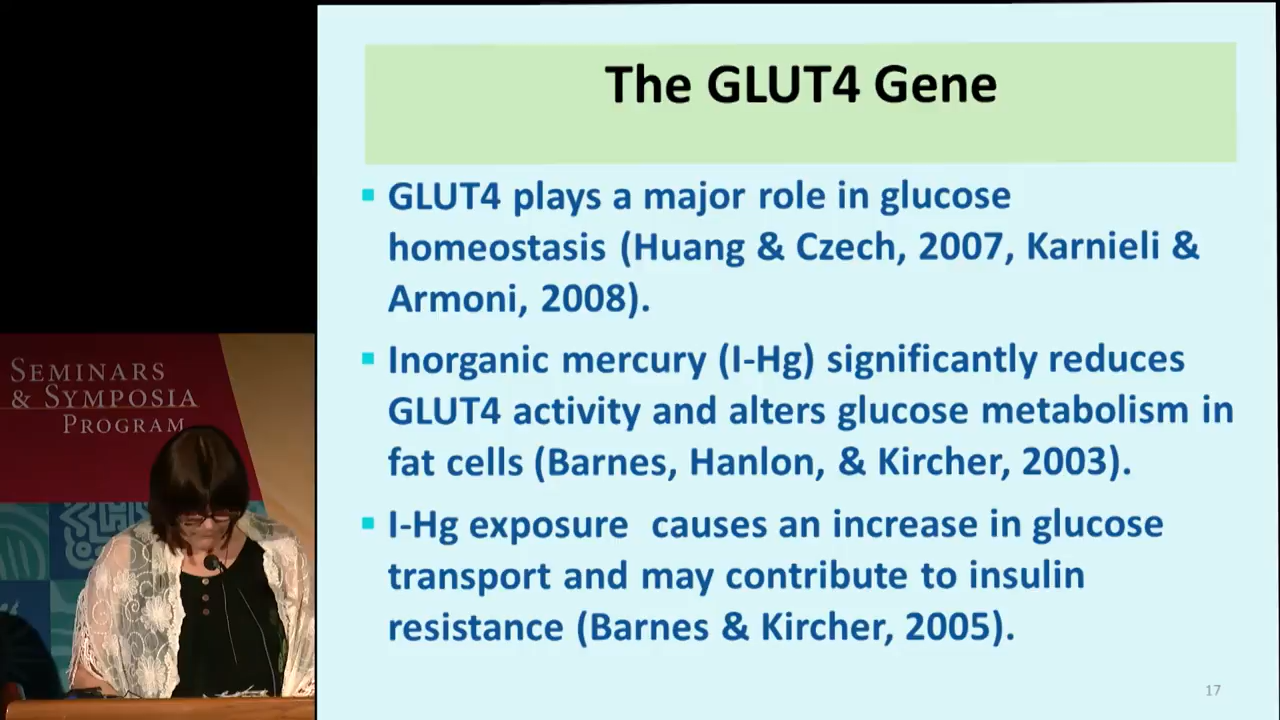 The GLUT4 Gene
GLUT4 plays a major role in glucose
homeostasis (Huang & Czech, 2007, Karnieli &
Armoni, 2008).
Inorganic mercury (I-Hg) significantly reduces
GLUT4 activity and alters glucose metabolism in
fat cells (Barnes, Hanlon, & Kircher, 2003).
I-Hg exposure  causes an increase in glucose
transport and may contribute to insulin
resistance (Barnes & Kircher, 2005).
17
SEMINARS
& SYMPOSIA
PROGRAM